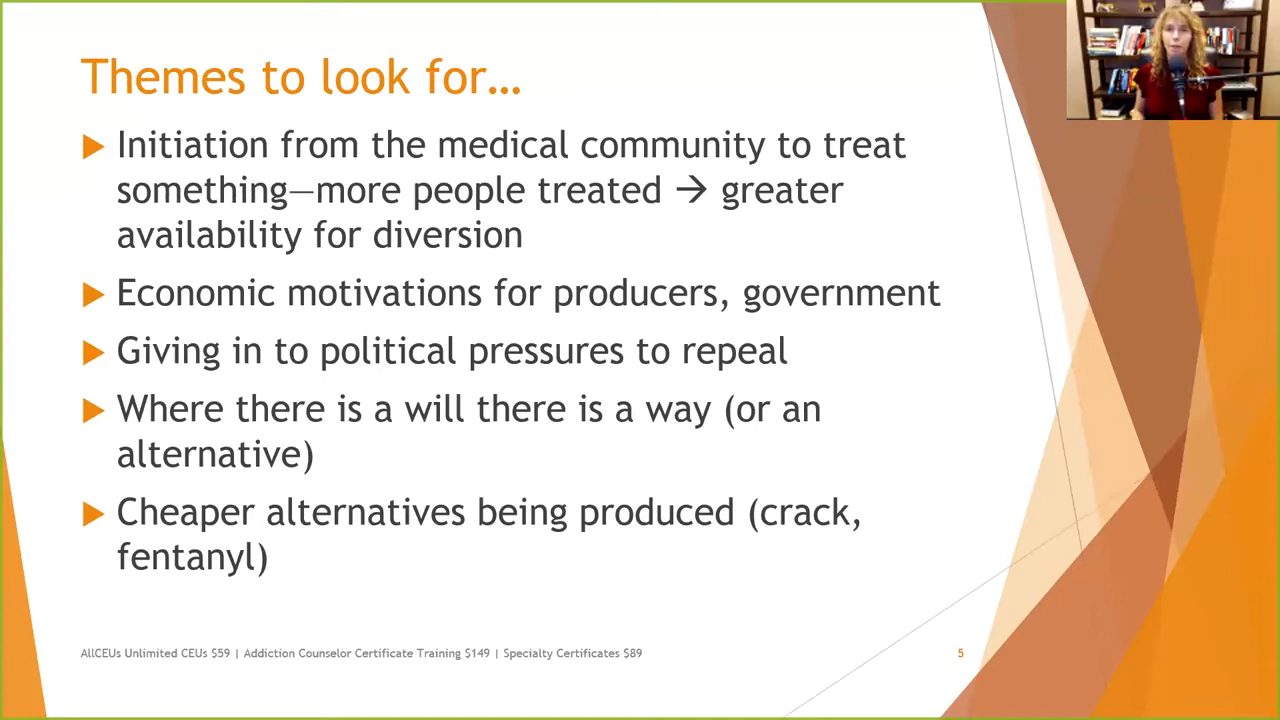 Themes to look for…
Initiation from the medical community to treat
something—more people treated → greater
availability for diversion
Economic motivations for producers, government
Giving in to political pressures to repeal
Where there is a will there is a way (or an
alternative)
Cheaper alternatives being produced (crack,
fentanyl)
AllCEUs Unlimited CEUs $59 | Addiction Counselor Certificate Training $149 | Specialty Certificates $89
5